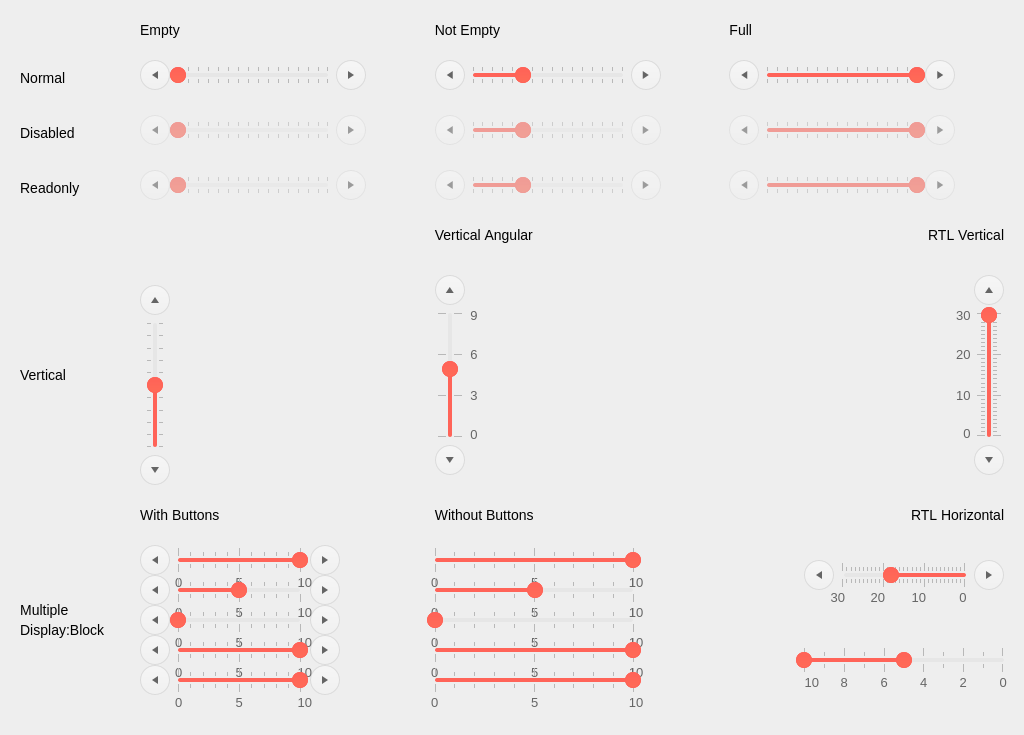 Empty Not Empty Full
Normal
Disabled
Readonly
Vertical Angular RTL Vertical
9 30
6 20
Vertical
3 10
0 0
With Buttons Without Buttons RTL Horizontal
0 5 10 0 5 10
30 20 10 0
Multiple
Display:Block
0 5 10 0 5 10
0 5 10 0 5 10
0 5 10 0 5 10
10 8 6 4 2 0
0 5 10 0 5 10